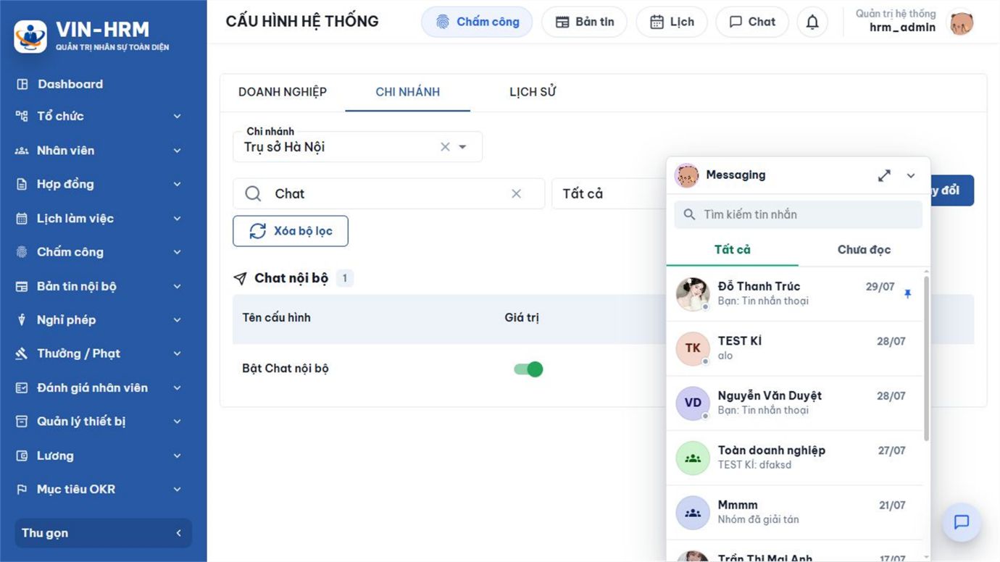 VIN-HRM
QUẢN TRỊ NHÂN SỰ TOÀN DIỆN
Dashboard
Tổ chức
Nhân viên
Hợp đồng
Lịch làm việc
Chấm công
Bản tin nội bộ
Nghỉ phép
Thưởng / Phạt
Đánh giá nhân viên
Quản lý thiết bị
Lương
Mục tiêu OKR
Thu gọn
CẤU HÌNH HỆ THỐNG
Chấm công
Bản tin
Lịch
Chat
Quản trị hệ thống
hrm_admin
DOANH NGHIỆP
CHI NHÁNH
LỊCH SỬ
Chi nhánh
Trụ sở Hà Nội
Chat
Tất cả
y đổi
Xóa bộ lọc
Chat nội bộ 1
Tên cấu hình
Giá trị
Bật Chat nội bộ
Messaging
Tìm kiếm tin nhắn
Tất cả
Chưa đọc
Đỗ Thanh Trúc 29/07
Bạn: Tin nhắn thoại
TK
TEST KÍ 28/07
alo
VD
Nguyễn Văn Duyệt 28/07
Bạn: Tin nhắn thoại
Toàn doanh nghiệp 27/07
TEST KÍ: dfaksd
Mmmm 21/07
Nhóm đã giải tán
Trần Thị Mai Anh 17/07